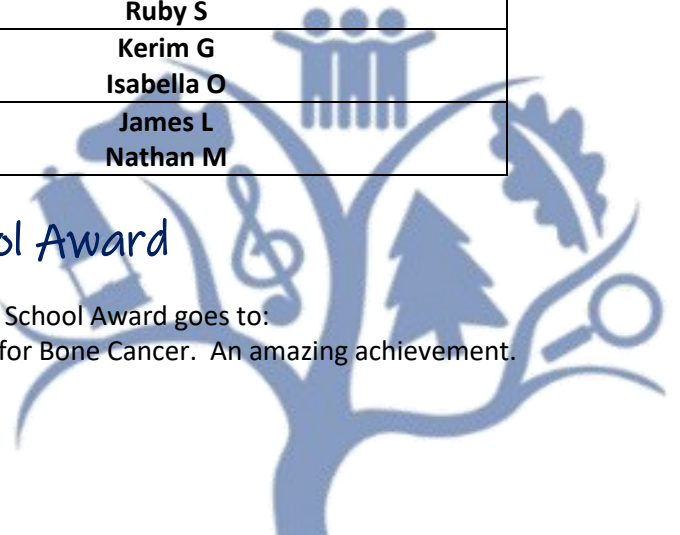 Ruby S
Kerim G
Isabella O
James L
Nathan M
ol Award
School Award goes to:
for Bone Cancer.  An amazing achievement.